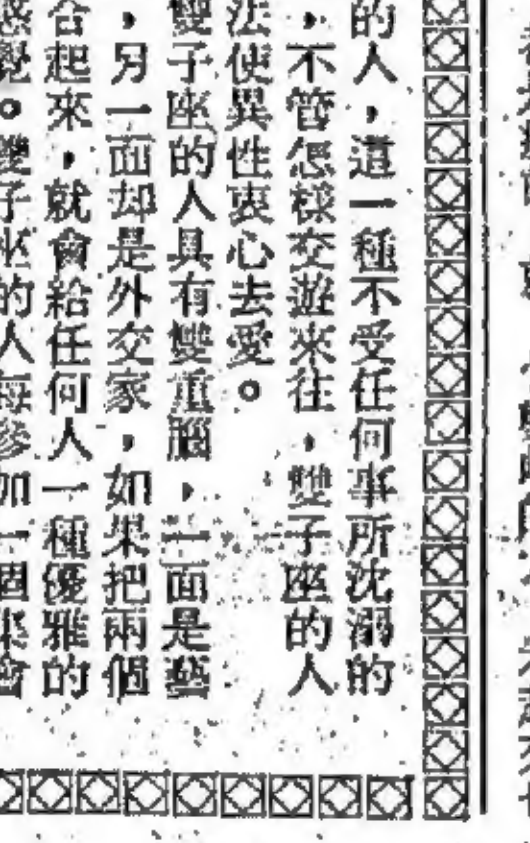 的人，這一種不受任何事所沈溺的
，不管怎樣交遊來往，雙子座的人
法使異性衷心去愛。
雙子座的人具有雙重腦，一面是藝
，另一面却是外交家，如果把兩個
合起來，就會給任何人一種優雅的
感覺。雙子座的人每參加一個集會